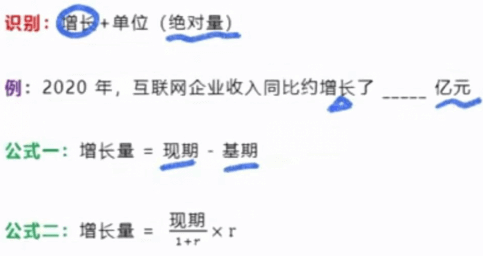 识别：增长+单位（绝对量）
例：2020 年，互联网企业收入同比约增长了 _____ 亿元
公式一：增长量 = 现期 - 基期
公式二：增长量 = 现期/1+r ×r